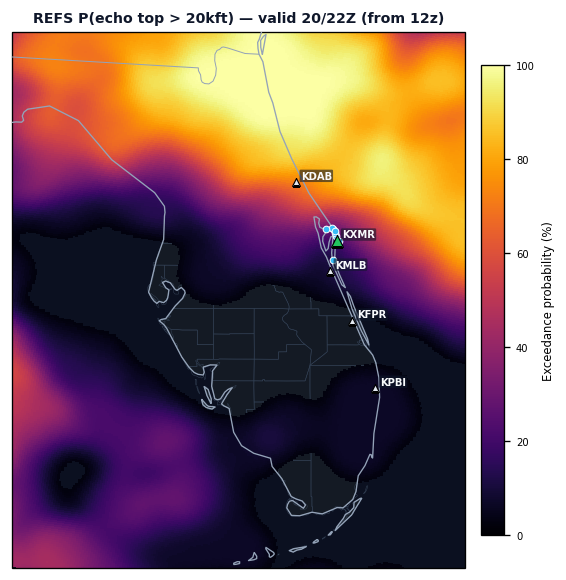 REFS P(echo top > 20kft) — valid 20/22Z (from 12z)
KDAB
KXMR
KMLB
KFPR
KPBI
100
80
60
40
20
0
Exceedance probability (%)